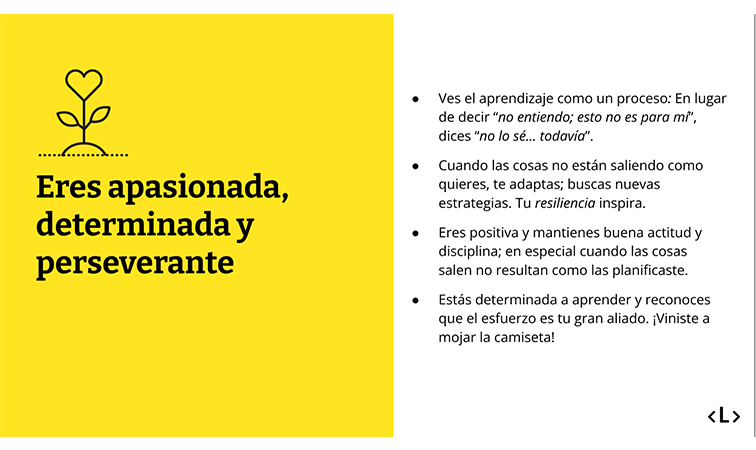 Eres apasionada,
determinada y
perseverante
● Ves el aprendizaje como un proceso: En lugar
de decir “no entiendo; esto no es para mí”,
dices “no lo sé... todavía”.
● Cuando las cosas no están saliendo como
quieres, te adaptas; buscas nuevas
estrategias. Tu resiliencia inspira.
● Eres positiva y mantienes buena actitud y
disciplina; en especial cuando las cosas
salen no resultan como las planificaste.
● Estás determinada a aprender y reconoces
que el esfuerzo es tu gran aliado. ¡Viniste a
mojar la camiseta!
<L>